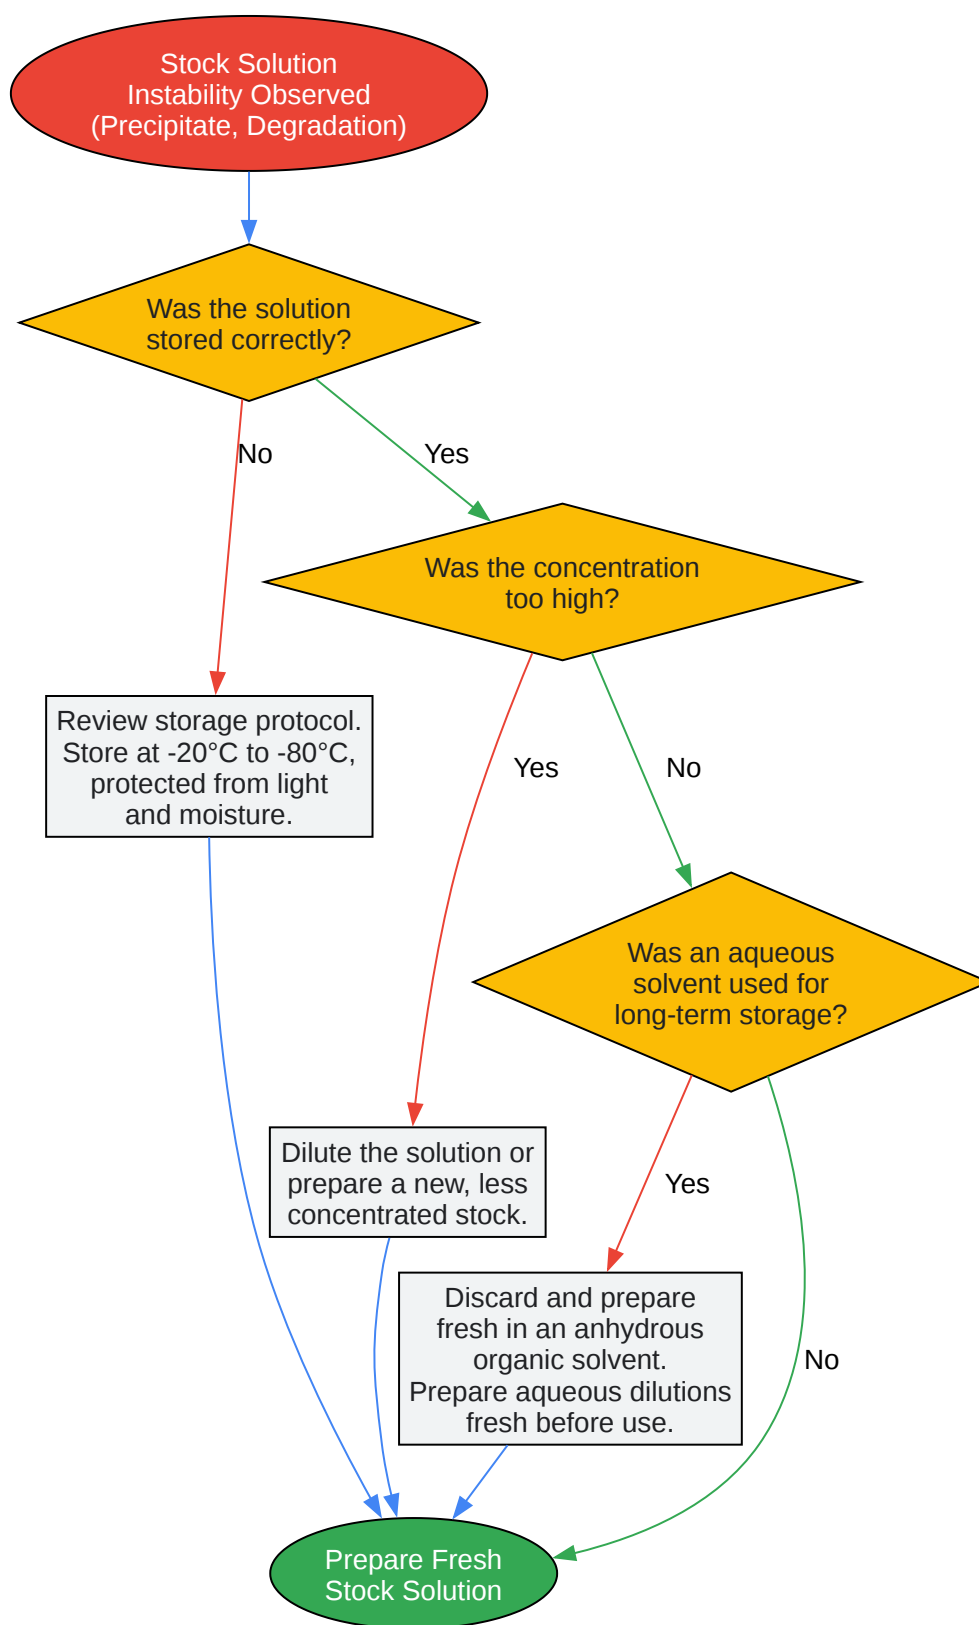 Stock Solution
Instability Observed
(Precipitate, Degradation)
Was the solution
stored correctly?
No
Yes
Was the concentration
too high?
Review storage protocol.
Store at -20°C to -80°C,
protected from light
and moisture.
Yes
No
Was an aqueous
solvent used for
long-term storage?
Dilute the solution or
prepare a new, less
concentrated stock.
Yes
Discard and prepare
fresh in an anhydrous
organic solvent.
Prepare aqueous dilutions
fresh before use.
No
Prepare Fresh
Stock Solution